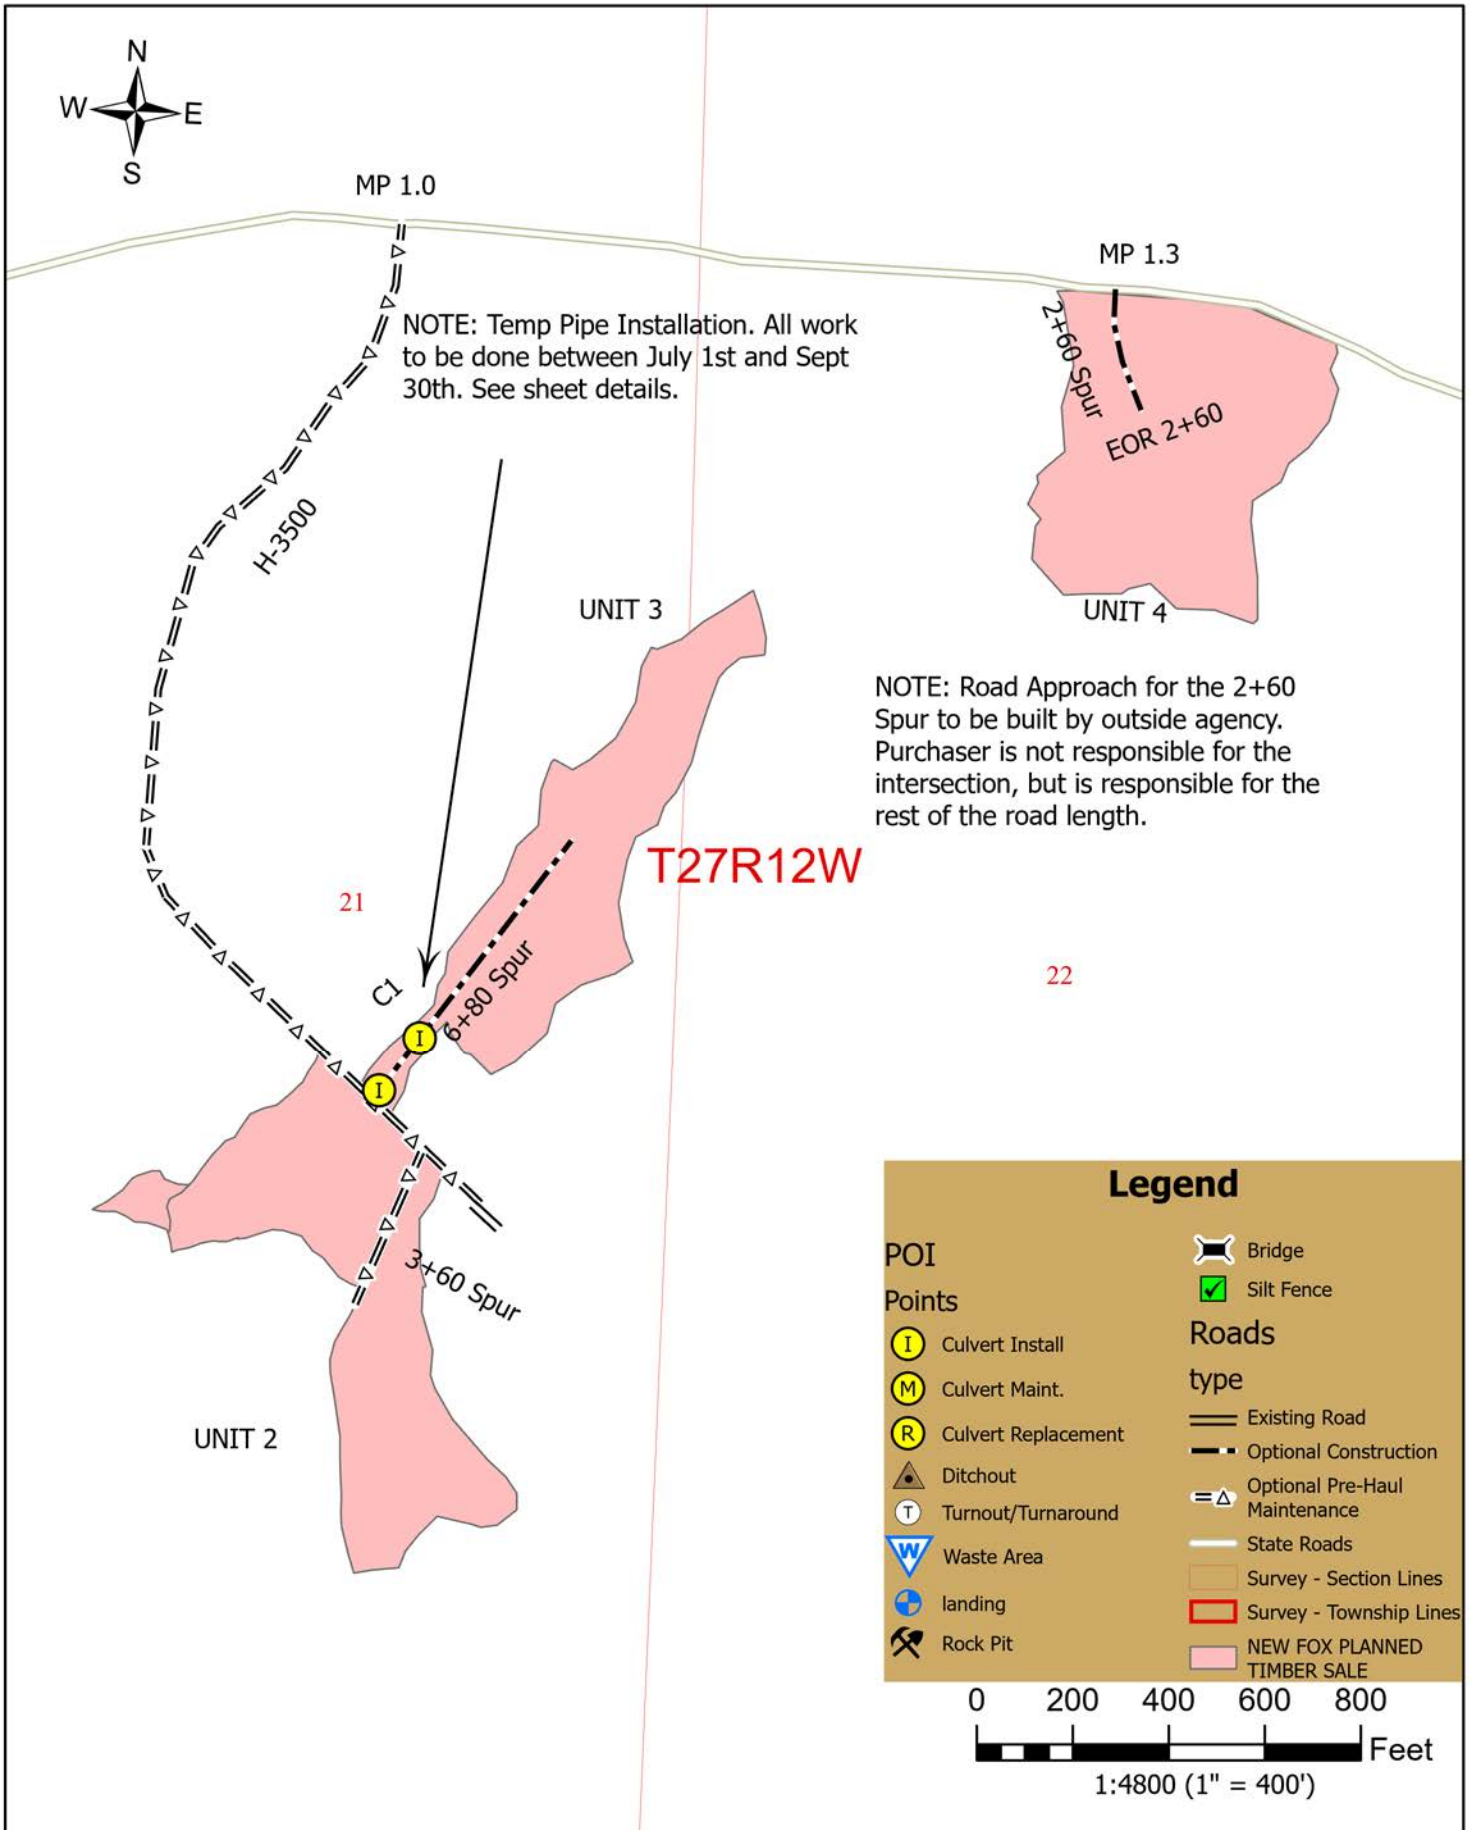 N
W E
S
MP 1.0
MP 1.3
NOTE: Temp Pipe Installation. All work
to be done between July 1st and Sept
30th. See sheet details.
2+60 Spur
EOR 2+60
H-3500
UNIT 3
UNIT 4
NOTE: Road Approach for the 2+60
Spur to be built by outside agency.
Purchaser is not responsible for the
intersection, but is responsible for the
rest of the road length.
T27R12W
21
22
C1
6+80 Spur
I
I
3+60 Spur
UNIT 2
Legend
POI
Points
I Culvert Install
M Culvert Maint.
R Culvert Replacement
Ditchout
T Turnout/Turnaround
W Waste Area
landing
Rock Pit
Bridge
Silt Fence
Roads
type
Existing Road
Optional Construction
Optional Pre-Haul
Maintenance
State Roads
Survey - Section Lines
Survey - Township Lines
NEW FOX PLANNED
TIMBER SALE
0 200 400 600 800
Feet
1:4800 (1" = 400')